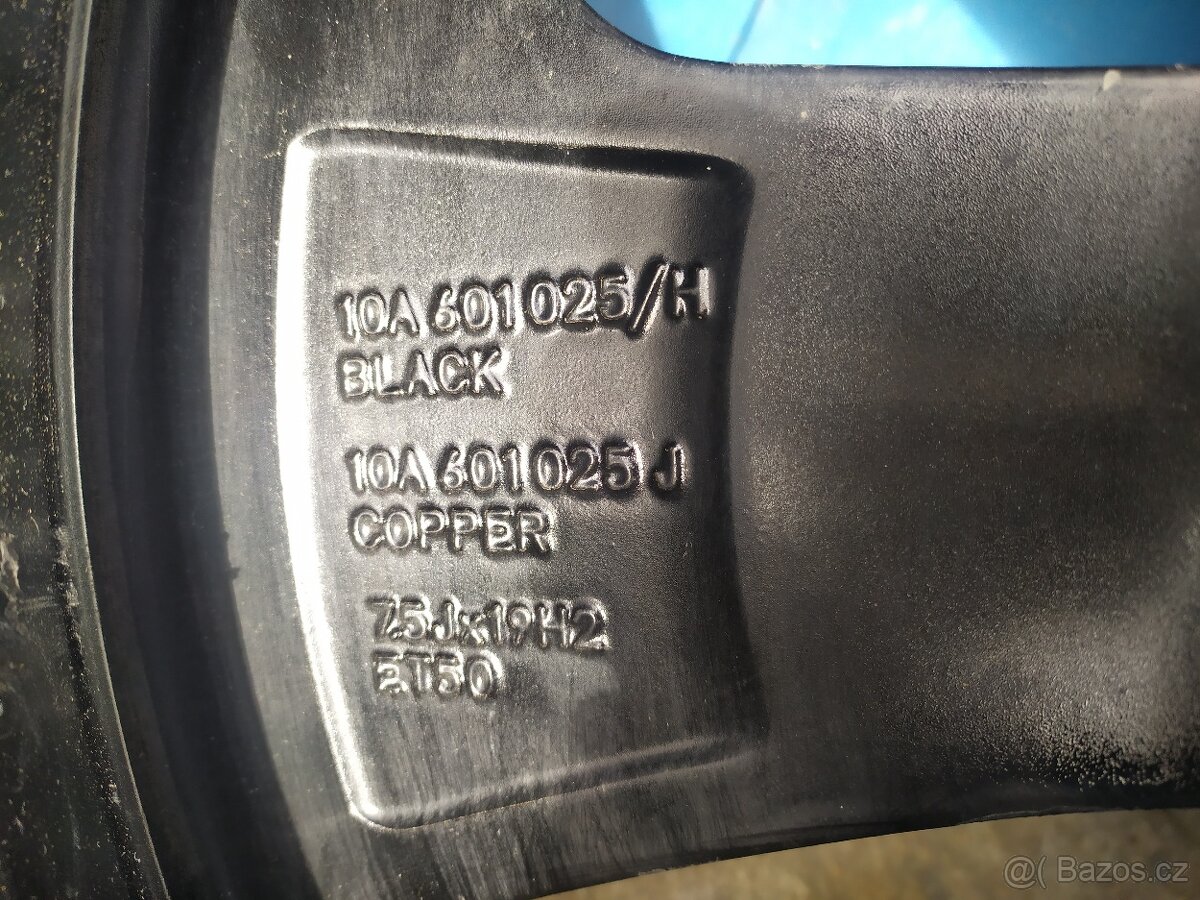 10A 601 025/H
BLACK
10A 601 025 J
COPPER
7.5Jx19H2
ET50
@( Bazos.cz